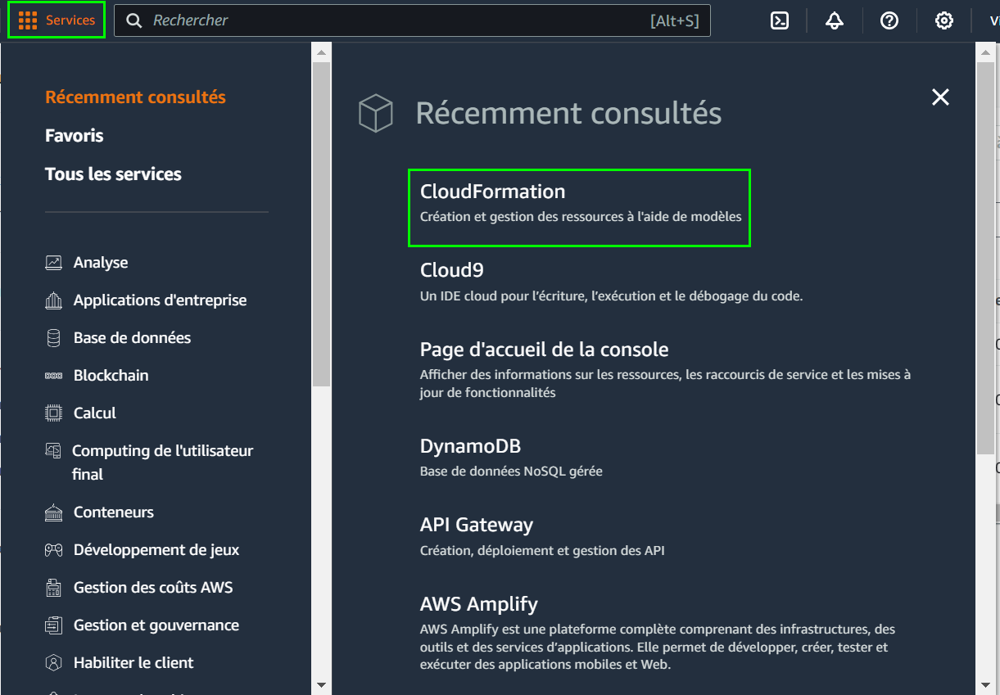 Services
Rechercher
[Alt+S]
Récemment consultés
Favoris
Tous les services
Analyse
Applications d'entreprise
Base de données
Blockchain
Calcul
Computing de l'utilisateur
final
Conteneurs
Développement de jeux
Gestion des coûts AWS
Gestion et gouvernance
Habiliter le client
Récemment consultés
CloudFormation
Création et gestion des ressources à l'aide de modèles
Cloud9
Un IDE cloud pour l’écriture, l’exécution et le débogage du code.
Page d'accueil de la console
Afficher des informations sur les ressources, les raccourcis de service et les mises à
jour de fonctionnalités
DynamoDB
Base de données NoSQL gérée
API Gateway
Création, déploiement et gestion des API
AWS Amplify
AWS Amplify est une plateforme complète comprenant des infrastructures, des
outils et des services d’applications. Elle permet de développer, créer, tester et
exécuter des applications mobiles et Web.